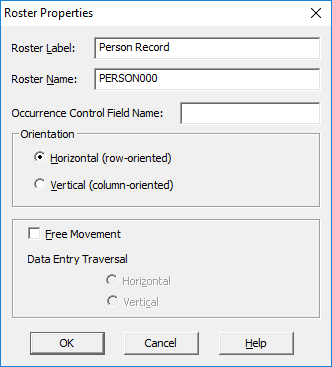 Roster Properties
Roster Label: Person Record
Roster Name: PERSON000
Occurrence Control Field Name:
Orientation
Horizontal (row-oriented)
Vertical (column-oriented)
Free Movement
Data Entry Traversal
Horizontal
Vertical
OK Cancel Help